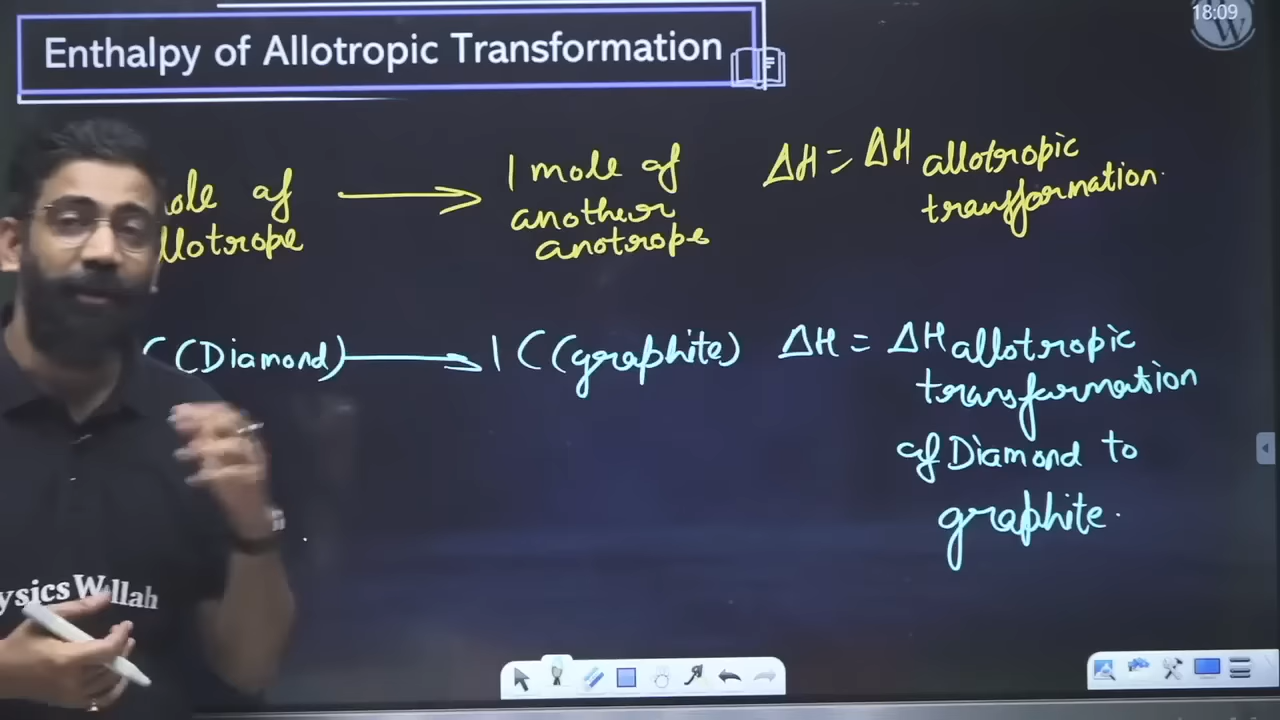 18:09
W
Enthalpy of Allotropic Transformation
ole of
llotrope
1 mole of
another
anotrope
ΔH = ΔH allotropic
transformation.
C (Diamond) → 1 C (graphite) ΔH = ΔH allotropic
transformation
of Diamond to
graphite.
ysics W llah